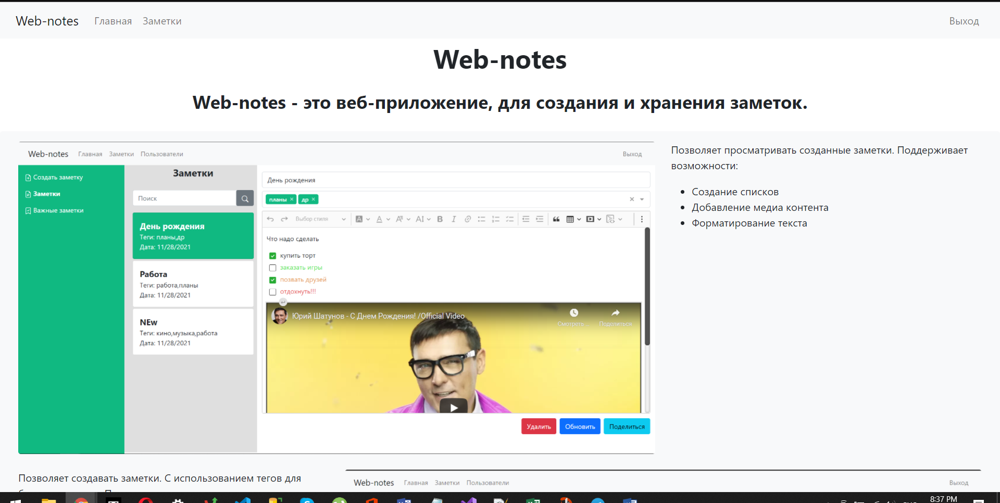 Web-notes Главная Заметки Выход
Web-notes
Web-notes - это веб-приложение, для создания и хранения заметок.
Web-notes Главная Заметки Пользователи Выход
Создать заметку
Заметки
Важные заметки
Заметки
Поиск
День рождения
Теги: планы,др
Дата: 11/28/2021
Работа
Теги: работа,планы
Дата: 11/28/2021
NEw
Теги: кино,музыка,работа
Дата: 11/28/2021
День рождения
планы × др ×
Выбор стиля
Что надо сделать
купить торт
заказать игры
позвать друзей
отдохнуть!!!
Юрий Шатунов - С Днем Рождения! /Official Video
Смотреть ...
Поделиться
Удалить Обновить Поделиться
Позволяет просматривать созданные заметки. Поддерживает
возможности:
Создание списков
Добавление медиа контента
Форматирование текста
Позволяет создавать заметки. С использованием тегов для
Web-notes Главная Заметки Пользователи Выход
8:37 PM